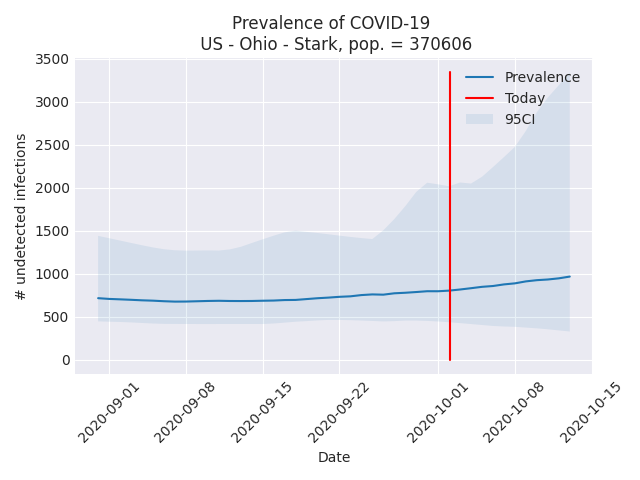 Prevalence of COVID-19
US - Ohio - Stark, pop. = 370606
# undetected infections
3500
3000
2500
2000
1500
1000
500
0
Prevalence
Today
95CI
2020-09-01
2020-09-08
2020-09-15
2020-09-22
2020-10-01
2020-10-08
2020-10-15
Date